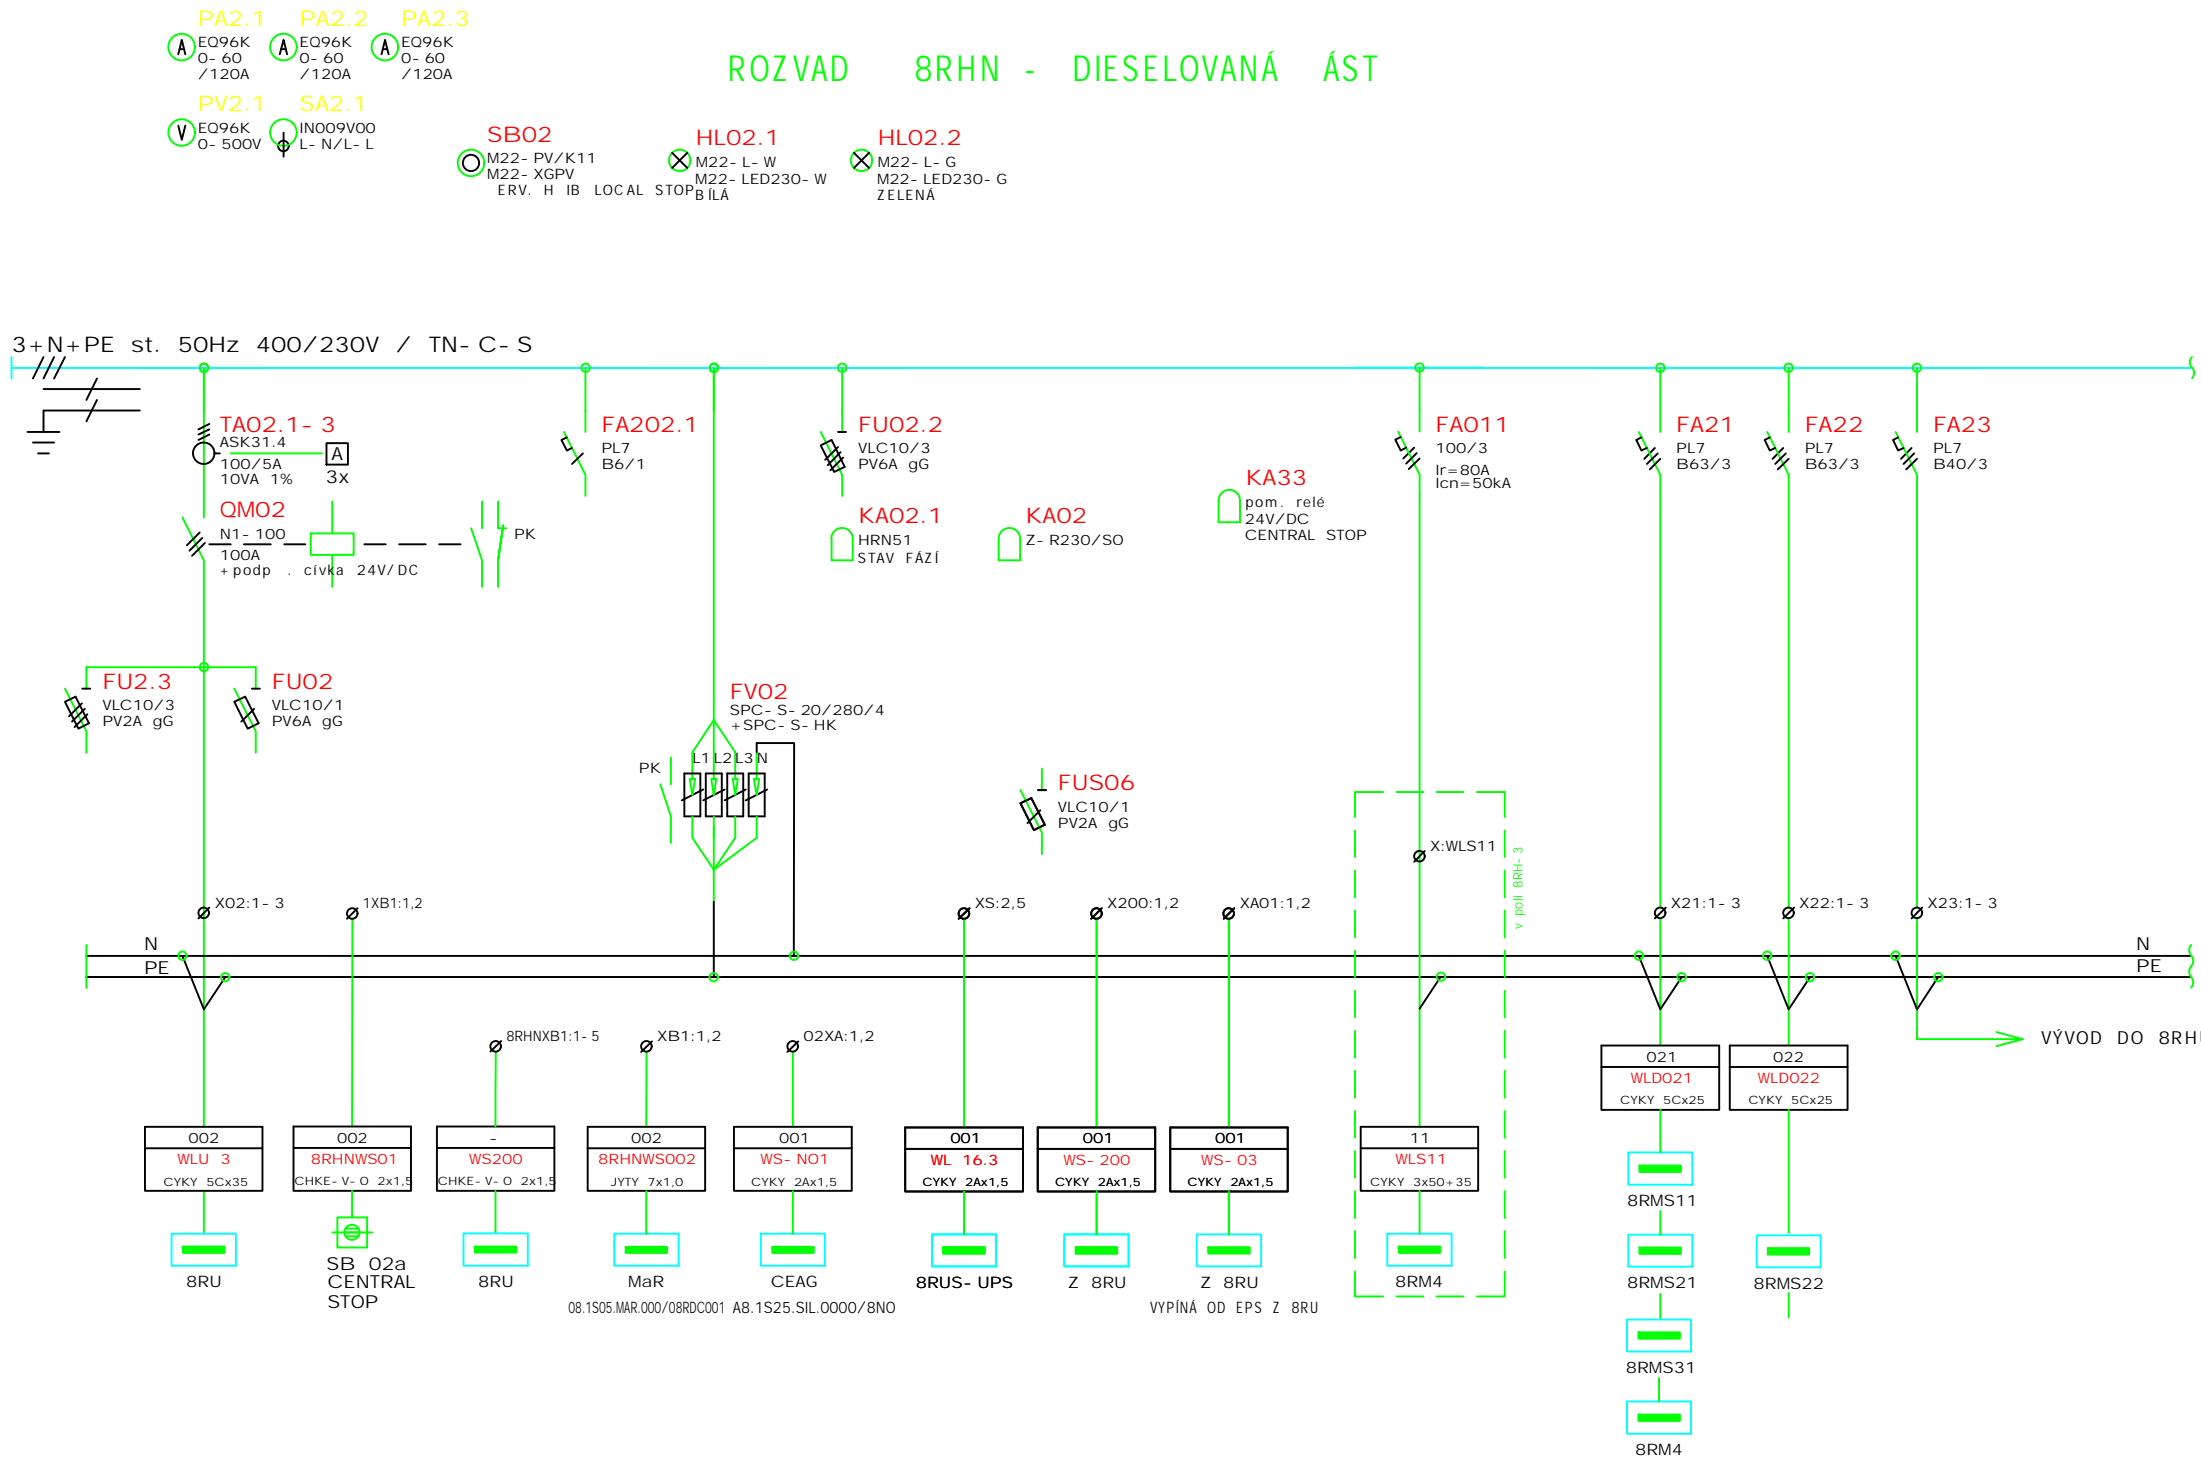 PA2.1
EQ96K
0-60
/120A
PA2.2
EQ96K
0-60
/120A
PA2.3
EQ96K
0-60
/120A
A
A
A
ROZVAD 8RHN - DIESELOVANÁ ÁST
PV2.1
V
EQ96K
0-500V
SA2.1
IN009V00
L-N/L-L
SB02
M22-PV/K11
M22-XGPV
ERV. H IB LOCAL STOP
HL02.1
M22-L-W
M22-LED230-W
BÍLÁ
HL02.2
M22-L-G
M22-LED230-G
ZELENÁ
3+N+PE st. 50Hz 400/230V / TN-C-S
TA02.1-3
ASK31.4
100/5A
10VA 1%
A
3x
QM02
N1-100
100A
+podp . cívka 24V/DC
PK
FA202.1
PL7
B6/1
FU02.2
VLC10/3
PV6A gG
KA02.1
HRN51
STAV FÁZÍ
KA02
Z-R230/SO
KA33
pom. relé
24V/DC
CENTRAL STOP
FA011
100/3
Ir=80A
Icn=50kA
FA21
PL7
B63/3
FA22
PL7
B63/3
FA23
PL7
B40/3
FU2.3
VLC10/3
PV2A gG
FU02
VLC10/1
PV6A gG
FV02
SPC-S-20/280/4
+SPC-S-HK
PK
L1 L2 L3 N
FUS06
VLC10/1
PV2A gG
X:WLS11
v poli 8RH-3
X02:1-3
1XB1:1,2
XS:2,5
X200:1,2
XA01:1,2
X21:1-3
X22:1-3
X23:1-3
N
PE
N
PE
8RHNXB1:1-5
XB1:1,2
02XA:1,2
VÝVOD DO 8RHU
021
WLD021
CYKY 5Cx25
022
WLD022
CYKY 5Cx25
002
WLU 3
CYKY 5Cx35
8RU
002
8RHNWS01
CHKE-V-O 2x1,5
SB 02a
CENTRAL
STOP
-
WS200
CHKE-V-O 2x1,5
8RU
002
8RHNWS002
JYTY 7x1,0
MaR
08.1S05.MAR.000/08RDC001
001
WS-N01
CYKY 2Ax1,5
CEAG
A8.1S25.SIL.0000/8NO
001
WL 16.3
CYKY 2Ax1,5
8RUS-UPS
001
WS-200
CYKY 2Ax1,5
Z 8RU
001
WS-03
CYKY 2Ax1,5
Z 8RU
VYPÍNÁ OD EPS Z 8RU
11
WLS11
CYKY 3x50+35
8RM4
8RMS11
8RMS21
8RMS31
8RM4
8RMS22